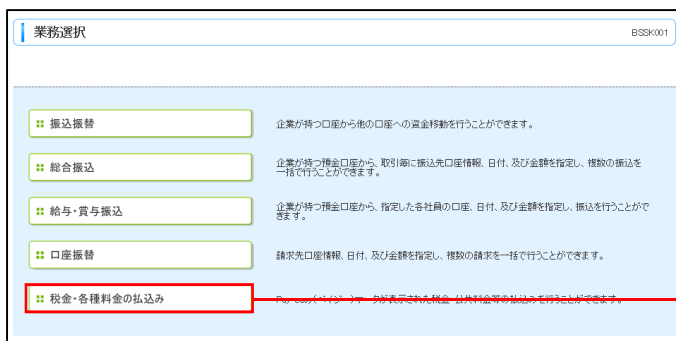 業務選択
BSSK001
振込振替
企業が持つ口座から他の口座への資金移動を行うことができます。
総合振込
企業が持つ預金口座から、取引毎に振込先口座情報、日付、及び金額を指定し、複数の振込を
一括で行うことができます。
給与・賞与振込
企業が持つ預金口座から、指定した各社員の口座、日付、及び金額を指定し、振込を行うことがで
きます。
口座振替
請求先口座情報、日付、及び金額を指定し、複数の請求を一括で行うことができます。
税金・各種料金の払込み
Pay-easy(ペイジー)マークが表示された税金・公共料金等の払込みを行うことができます。